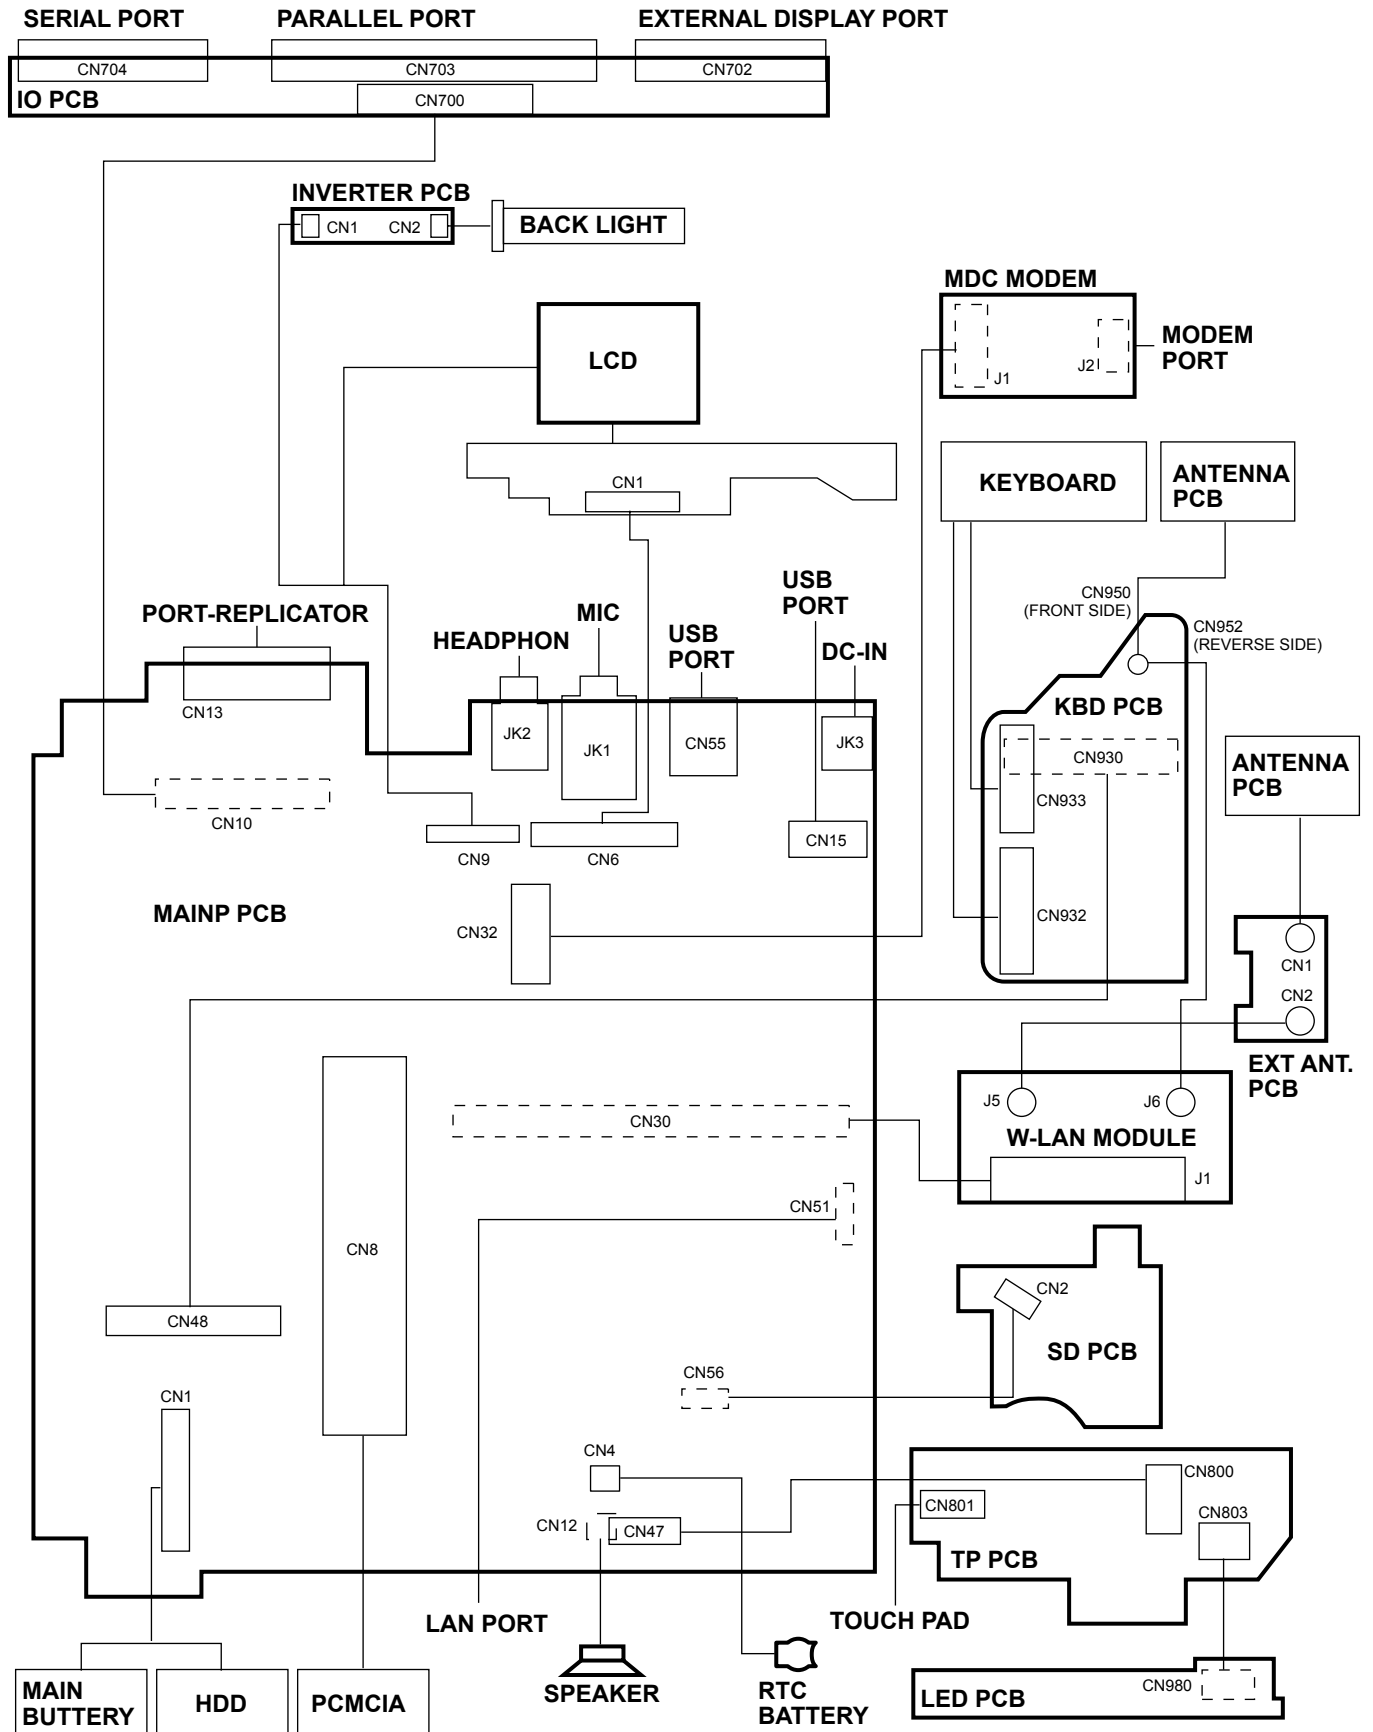 SERIAL PORT
PARALLEL PORT
EXTERNAL DISPLAY PORT
CN704
CN703
CN702
IO PCB
CN700
INVERTER PCB
CN1
CN2
BACK LIGHT
MDC MODEM
J1
J2
MODEM
PORT
LCD
CN1
KEYBOARD
ANTENNA
PCB
CN950
(FRONT SIDE)
CN952
(REVERSE SIDE)
PORT-REPLICATOR
HEADPHON
MIC
USB
PORT
USB
PORT
DC-IN
CN13
JK2
JK1
CN55
JK3
KBD PCB
CN930
CN933
CN932
ANTENNA
PCB
CN10
CN9
CN6
CN15
MAINP PCB
CN32
CN1
CN2
EXT ANT.
PCB
J5
J6
W-LAN MODULE
J1
CN30
CN51
CN8
CN48
CN2
SD PCB
CN56
CN1
CN4
CN12
CN47
CN800
CN801
CN803
TP PCB
LAN PORT
TOUCH PAD
SPEAKER
RTC
BATTERY
MAIN
BUTTERY
HDD
PCMCIA
LED PCB
CN980